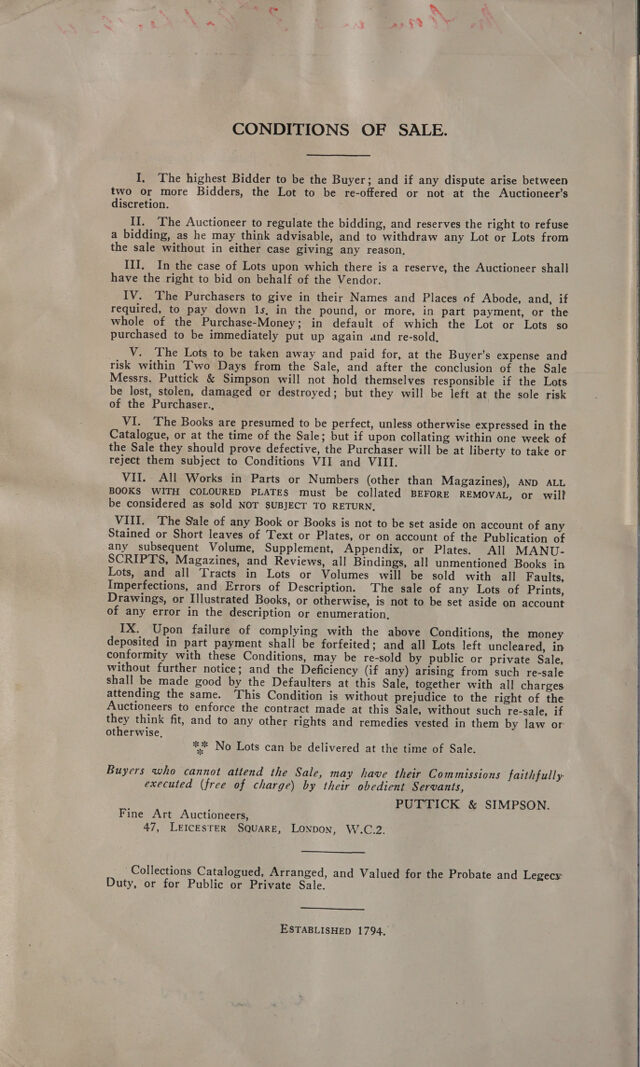 CONDITIONS OF SALE.
I. The highest Bidder to be the Buyer; and if any dispute arise between
two or more Bidders, the Lot to be re-offered or not at the Auctioneer's
discretion.
II. The Auctioneer to regulate the bidding, and reserves the right to refuse
a bidding, as he may think advisable, and to withdraw any Lot or Lots from
the sale without in either case giving any reason.
III. In the case of Lots upon which there is a reserve, the Auctioneer shall
have the right to bid on behalf of the Vendor.
IV. The Purchasers to give in their Names and Places of Abode, and, if
required, to pay down 1s. in the pound, or more, in part payment, or the
whole of the Purchase-Money; in default of which the Lot or Lots so
purchased to be immediately put up again and re-sold.
V. The Lots to be taken away and paid for, at the Buyer's expense and
risk within Two Days from the Sale, and after the conclusion of the Sale
Messrs. Puttick & Simpson will not hold themselves responsible if the Lots
be lost, stolen, damaged or destroyed; but they will be left at the sole risk
of the Purchaser.
VI. The Books are presumed to be perfect, unless otherwise expressed in the
Catalogue, or at the time of the Sale; but if upon collating within one week of
the Sale they should prove defective, the Purchaser will be at liberty to take or
reject them subject to Conditions VII and VIII.
VII. All Works in Parts or Numbers (other than Magazines), AND ALL
BOOKS WITH COLOURED PLATES must be collated BEFORE REMOVAL, or will
be considered as sold NOT SUBJECT TO RETURN.
VIII. The Sale of any Book or Books is not to be set aside on account of any
Stained or Short leaves of Text or Plates, or on account of the Publication of
any subsequent Volume, Supplement, Appendix, or Plates. All MANU-
SCRIPTS, Magazines, and Reviews, all Bindings, all unmentioned Books in
Lots, and all Tracts in Lots or Volumes will be sold with all Faults,
Imperfections, and Errors of Description. The sale of any Lots of Prints,
Drawings, or Illustrated Books, or otherwise, is not to be set aside on account
of any error in the description or enumeration.
IX. Upon failure of complying with the above Conditions, the money
deposited in part payment shall be forfeited; and all Lots left uncleared, in
conformity with these Conditions, may be re-sold by public or private Sale,
without further notice; and the Deficiency (if any) arising from such re-sale
shall be made good by the Defaulters at this Sale, together with all charges
attending the same. This Condition is without prejudice to the right of the
Auctioneers to enforce the contract made at this Sale, without such re-sale, if
they think fit, and to any other rights and remedies vested in them by law or
otherwise.
*** No Lots can be delivered at the time of Sale.
Buyers who cannot attend the Sale, may have their Commissions faithfully
executed (free of charge) by their obedient Servants,
PUTTICK & SIMPSON.
Fine Art Auctioneers,
47, LEICESTER SQUARE, LONDON, W.C.2.
Collections Catalogued, Arranged, and Valued for the Probate and Legecy
Duty, or for Public or Private Sale.
ESTABLISHED 1794.